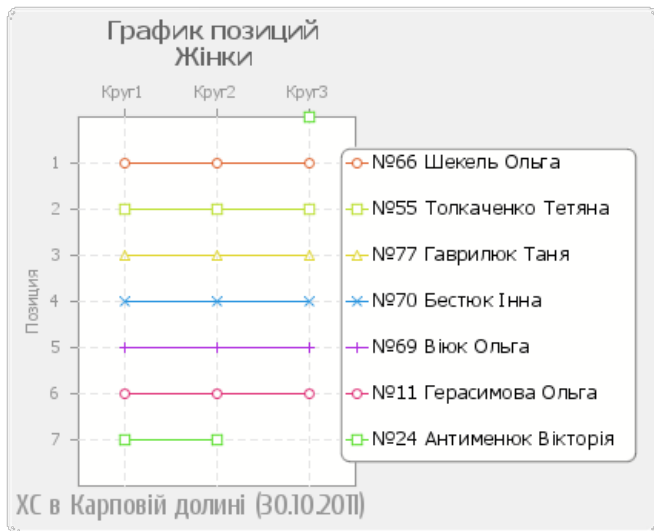 График позиций
Жінки
Круг1 Круг2 Круг3
Позиция
1 №66 Шекель Ольга
2 №55 Толкаченко Тетяна
3 №77 Гаврилюк Таня
4 №70 Бестюк Інна
5 №69 Віюк Ольга
6 №11 Герасимова Ольга
7 №24 Антименюк Вікторія
ХС в Карповій долині (30.10.2011)